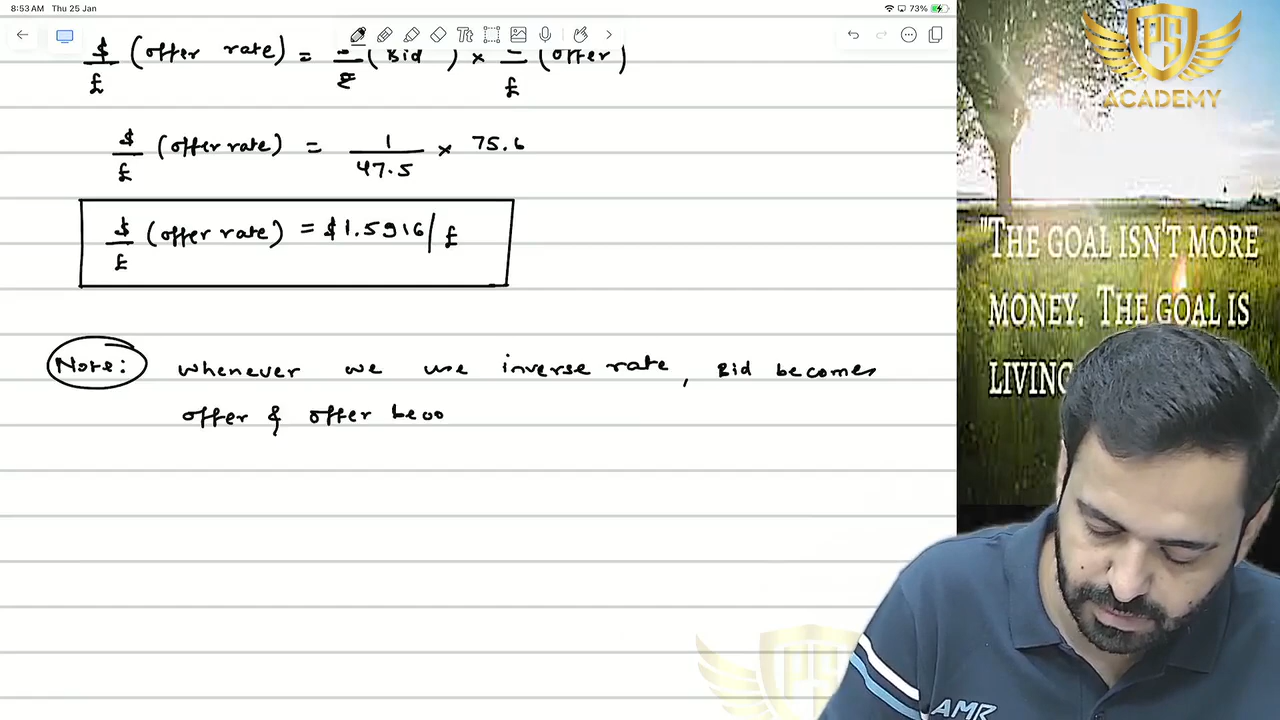 8:53 AM Thu 25 Jan
73%
$/£ (offer rate) = (Bid) × /£ (offer)
$/£ (offer rate) = 1/47.5 × 75.6
$/£ (offer rate) = $1.5916/£
Note: Whenever we use inverse rate, Bid becomes
offer & offer beco
PS
ACADEMY
"THE GOAL ISN'T MORE
MONEY. THE GOAL IS
LIVING
AMR